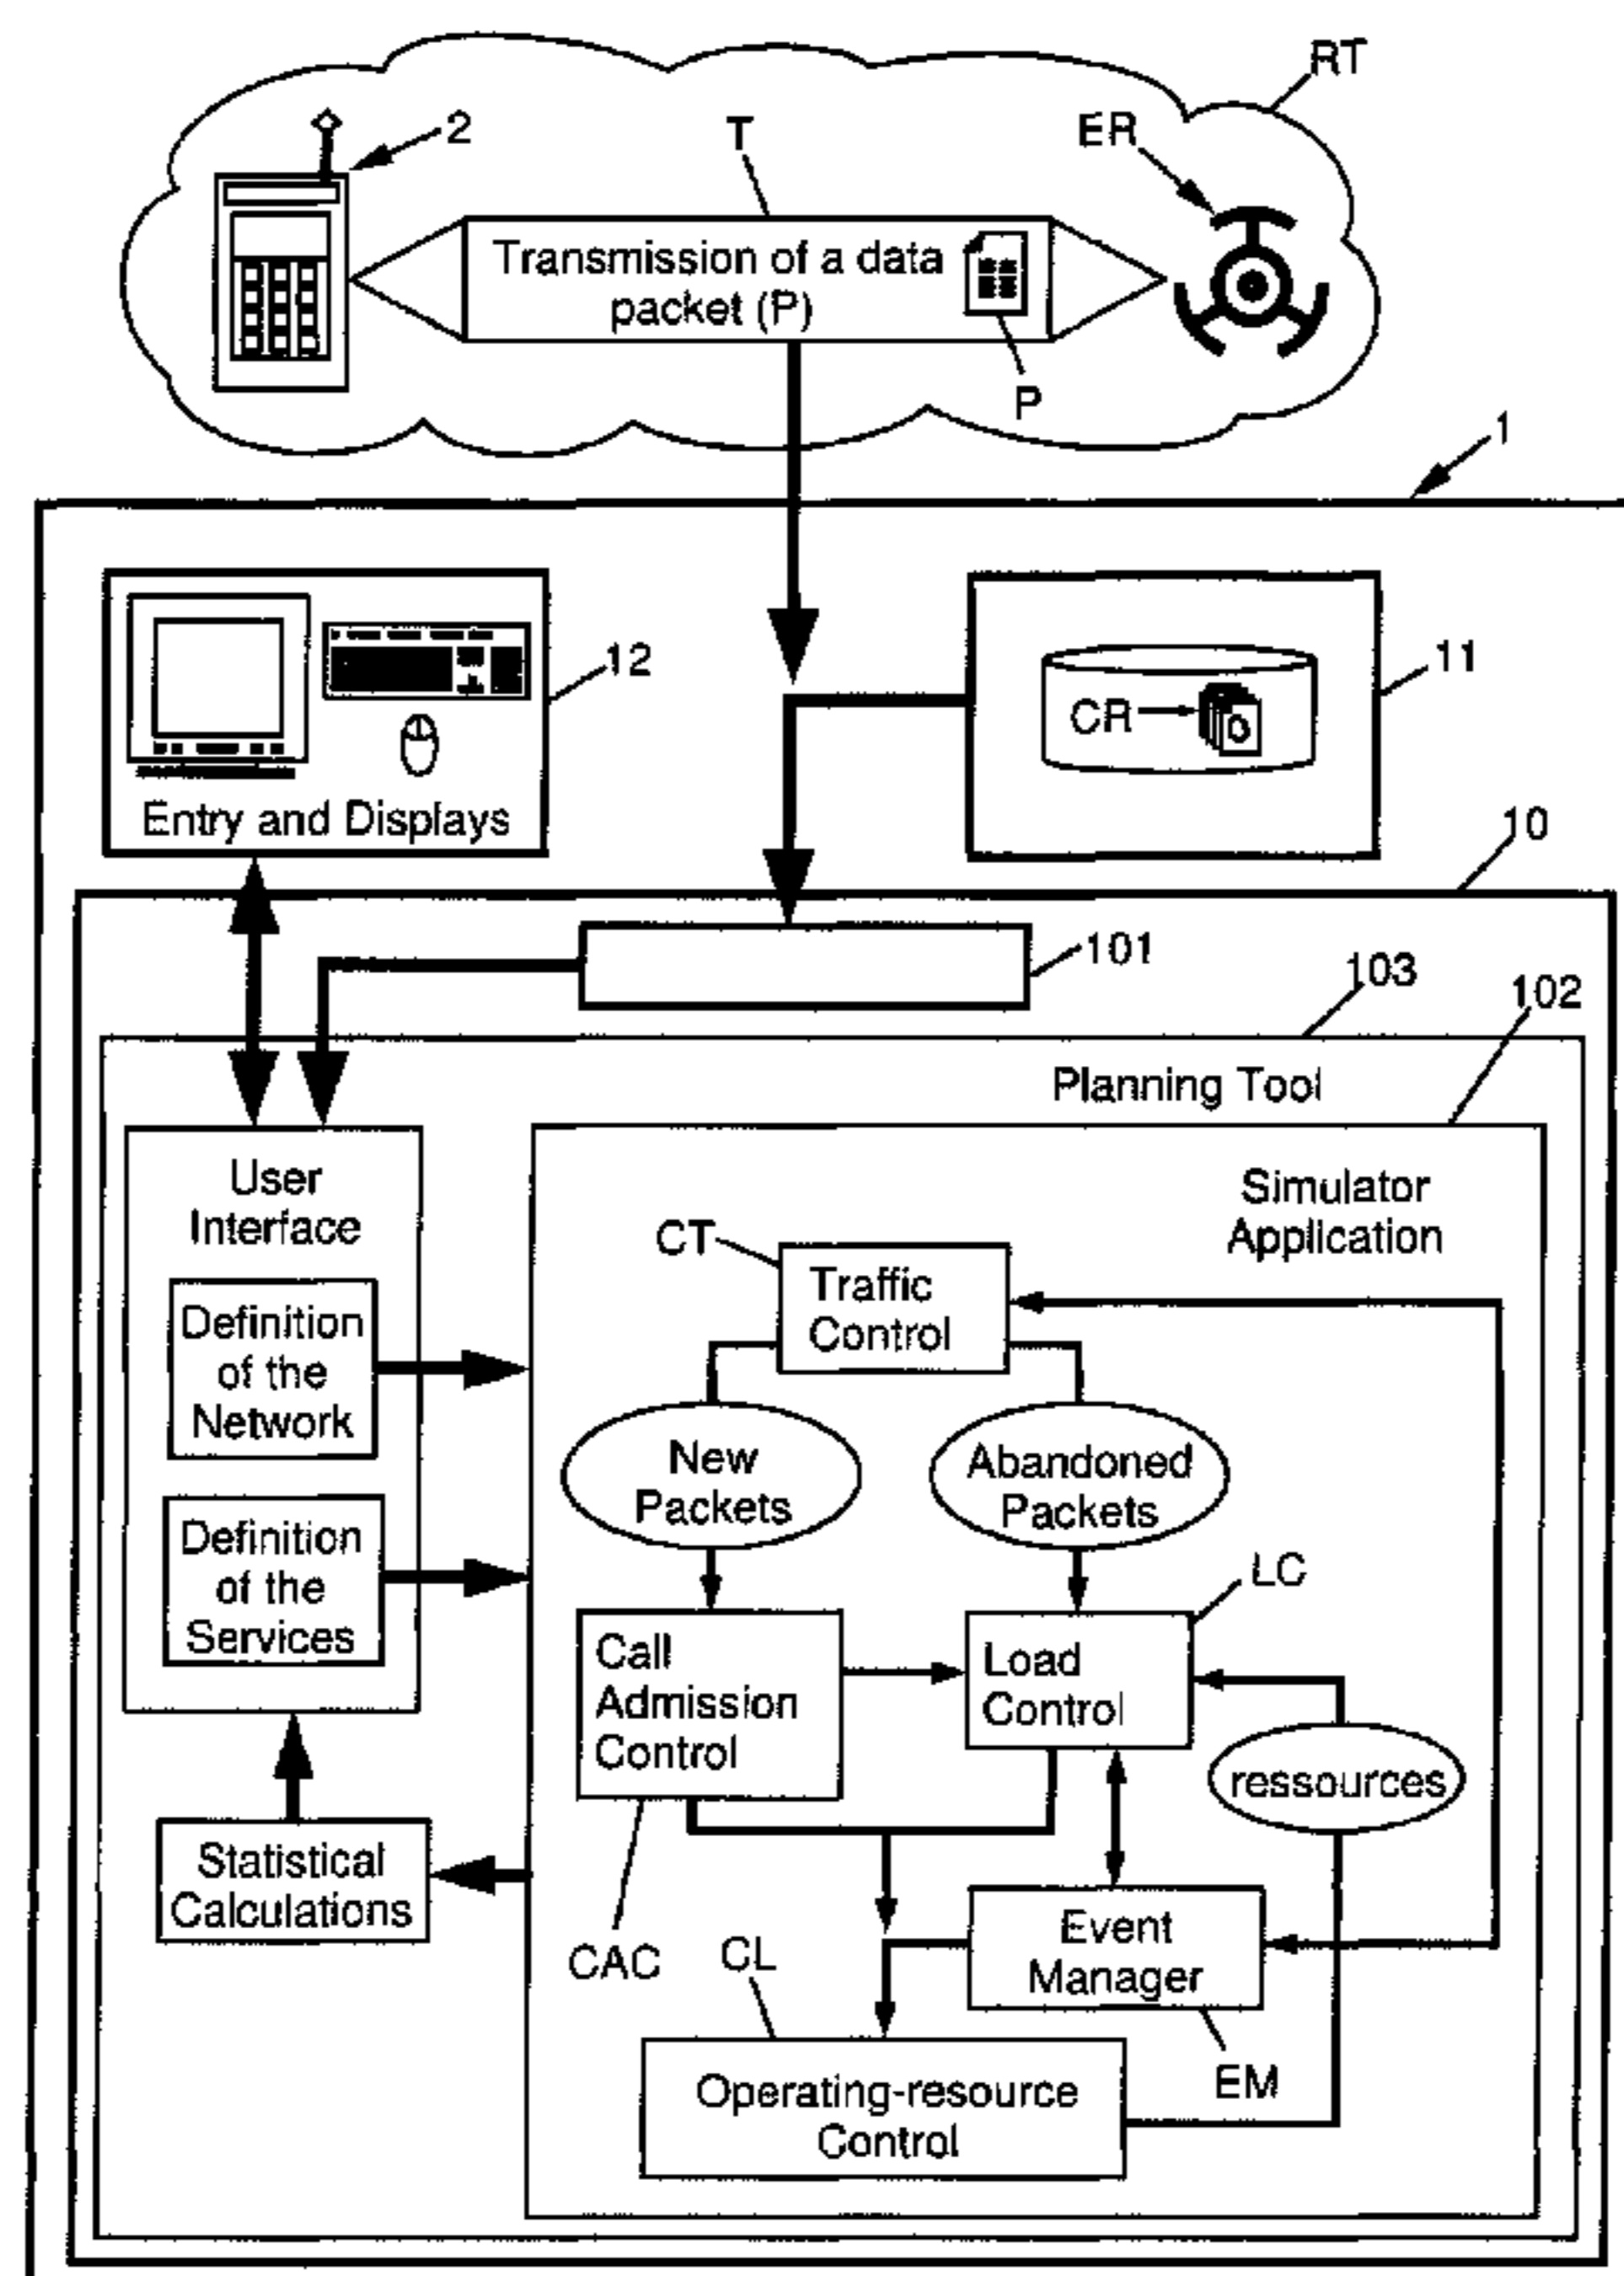 RT
2
T
ER
Transmission of a data
packet (P)
P
1
12
11
CR
Entry and Displays
10
101
103
102
Planning Tool
User
Interface
Simulator
Application
CT
Traffic
Control
Definition
of the
Network
New
Packets
Abandoned
Packets
Definition
of the
Services
LC
Call
Admission
Control
Load
Control
ressources
Statistical
Calculations
Event
Manager
CAC
CL
EM
Operating-resource
Control